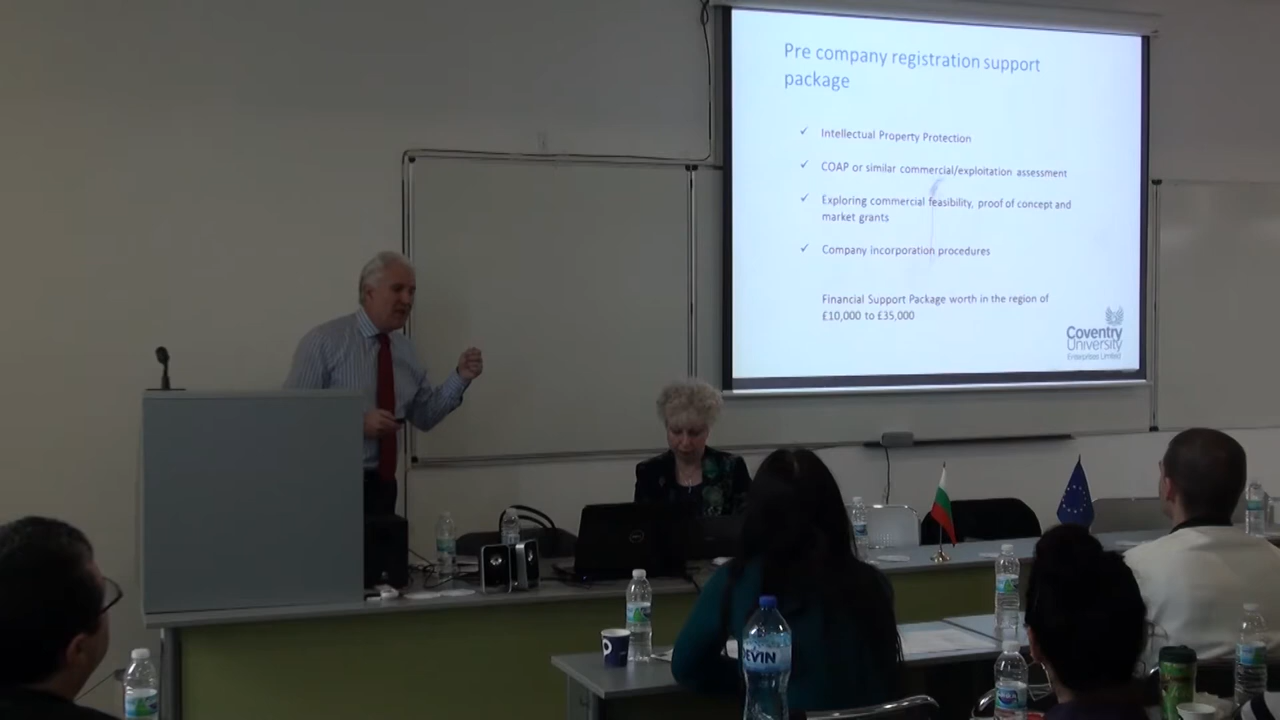 Pre company registration support
package
✓ Intellectual Property Protection
✓ COAP or similar commercial/exploitation assessment
✓ Exploring commercial feasibility, proof of concept and
market grants
✓ Company incorporation procedures
Financial Support Package worth in the region of
£10,000 to £35,000
Coventry
University
Enterprises Limited
DELL
DEVIN